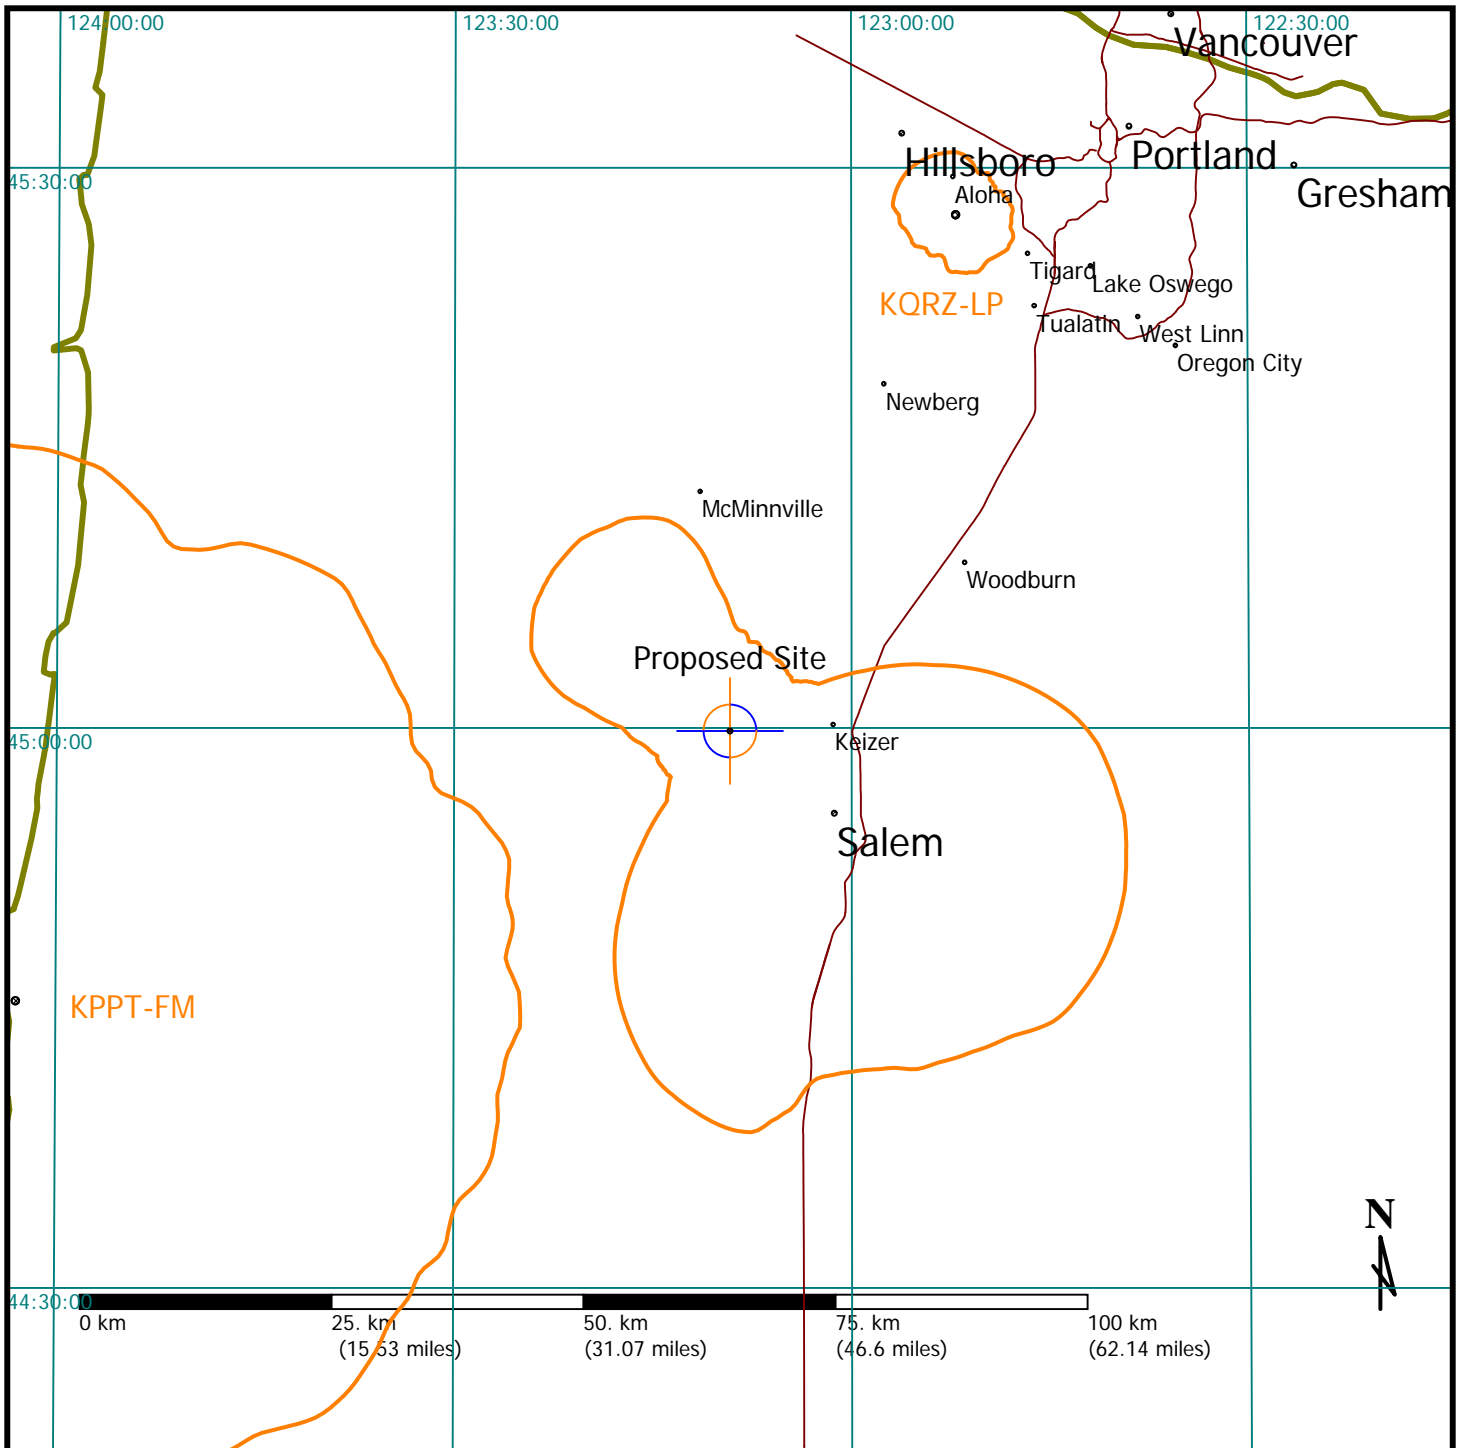 124:00:00
123:30:00
123:00:00
122:30:00
Vancouver
Hillsboro
Portland
45:30:00
Aloha
Gresham
Tigard
Lake Oswego
KQRZ-LP
Tualatin
West Linn
Oregon City
Newberg
McMinnville
Woodburn
Proposed Site
45:00:00
Keizer
Salem
KPPT-FM
N
44:30:00
0 km
25. km
50. km
75. km
100 km
(15.53 miles)
(31.07 miles)
(46.6 miles)
(62.14 miles)